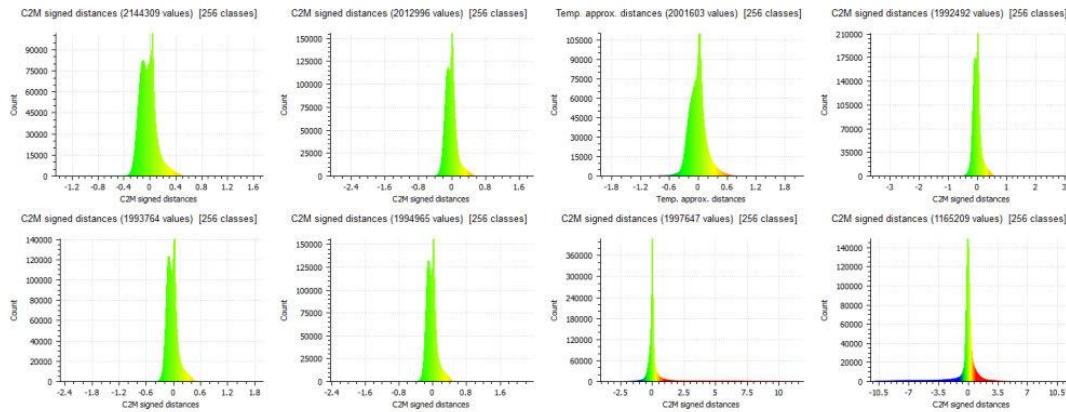 C2M signed distances (2144309 values) [256 classes]
Count
90000
75000
60000
45000
30000
15000
0
-1.2 -0.8 -0.4 0 0.4 0.8 1.2 1.6
C2M signed distances
C2M signed distances (2012996 values) [256 classes]
Count
150000
125000
100000
75000
50000
25000
0
-2.4 -1.6 -0.8 0 0.8 1.6
C2M signed distances
Temp. approx. distances (2001603 values) [256 classes]
Count
105000
90000
75000
60000
45000
30000
15000
0
-1.8 -1.2 -0.6 0 0.6 1.2 1.8
Temp. approx. distances
C2M signed distances (1992492 values) [256 classes]
Count
210000
175000
140000
105000
70000
35000
0
-3 -2 -1 0 1 2 3
C2M signed distances
C2M signed distances (1993764 values) [256 classes]
Count
140000
120000
100000
80000
60000
40000
20000
0
-2.4 -1.8 -1.2 -0.6 0 0.6 1.2 1.8
C2M signed distances
C2M signed distances (1994965 values) [256 classes]
Count
150000
125000
100000
75000
50000
25000
0
-2.4 -1.6 -0.8 0 0.8 1.6
C2M signed distances
C2M signed distances (1997647 values) [256 classes]
Count
360000
300000
240000
180000
120000
60000
0
-2.5 0 2.5 5 7.5 10
C2M signed distances
C2M signed distances (1165209 values) [256 classes]
Count
140000
120000
100000
80000
60000
40000
20000
0
-10.5 -7 -3.5 0 3.5 7 10.5
C2M signed distances